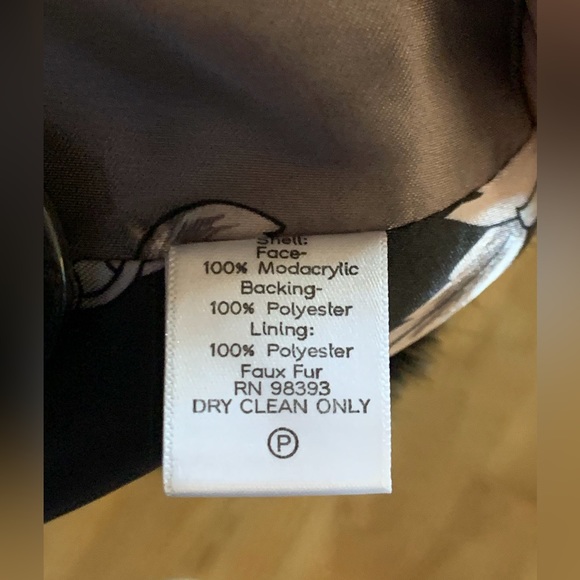 Shell:
Face-
100% Modacrylic
Backing-
100% Polyester
Lining:
100% Polyester
Faux Fur
RN 98393
DRY CLEAN ONLY
P